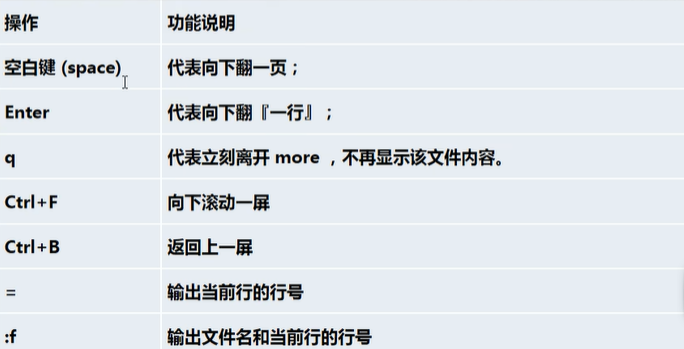 操作 功能说明
空白键 (space) 代表向下翻一页；
Enter 代表向下翻『一行』；
q 代表立刻离开 more ，不再显示该文件内容。
Ctrl+F 向下滚动一屏
Ctrl+B 返回上一屏
= 输出当前行的行号
:f 输出文件名和当前行的行号